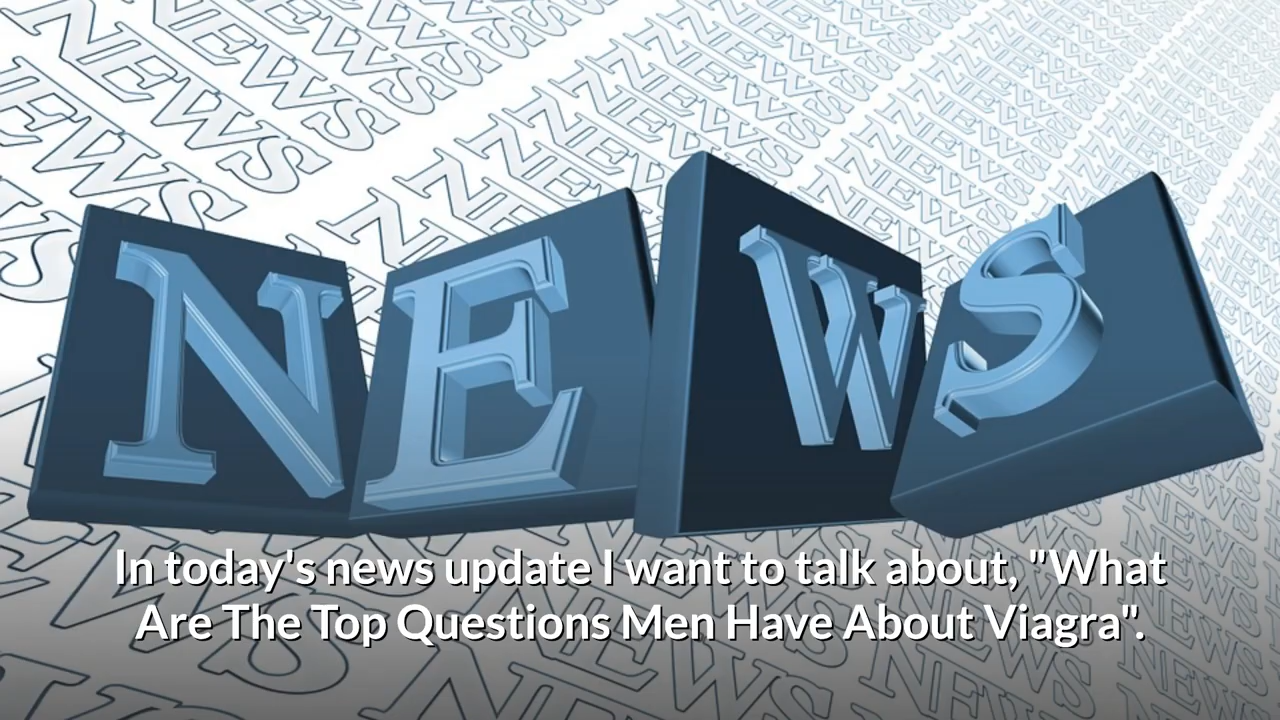 NEWS
In today's news update I want to talk about, "What
Are The Top Questions Men Have About Viagra".